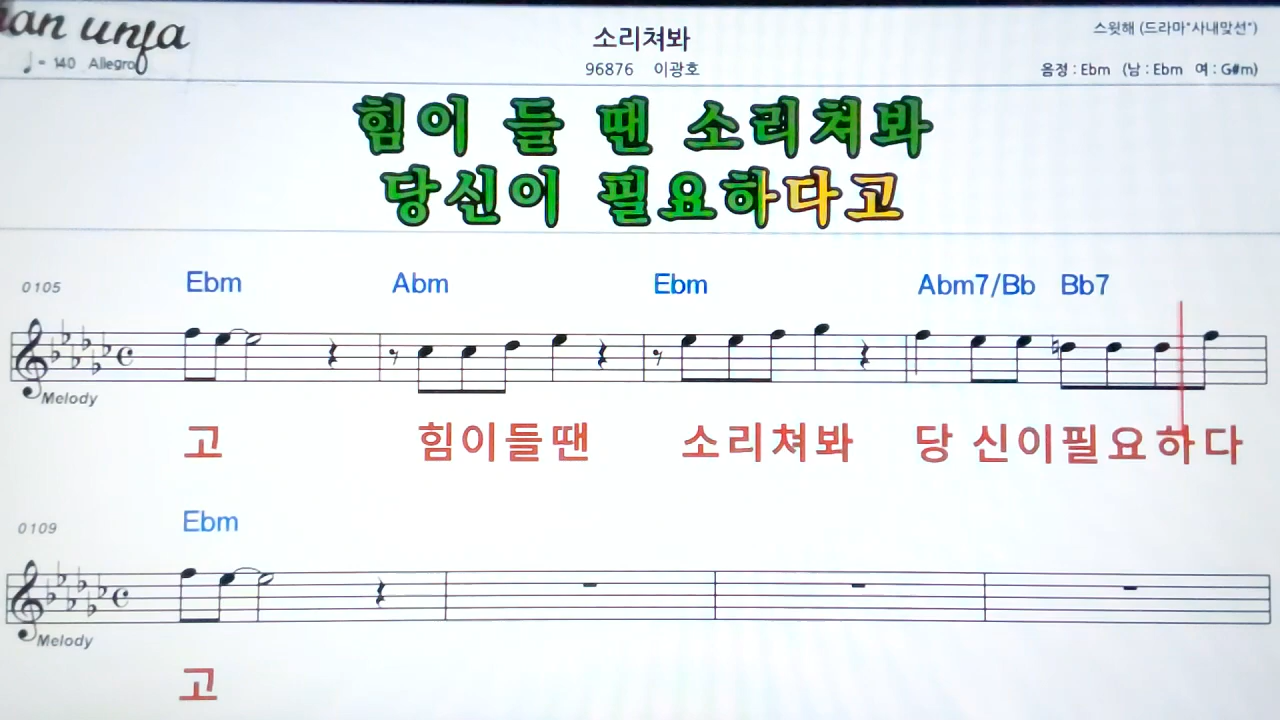 소리쳐봐
스윗해 (드라마"사내맞선")
♩= 140 Allegro
96876 이광호
음정 : Ebm (남 : Ebm 여 : G#m)
힘이 들 땐 소리쳐봐
당신이 필요하다고
0105 Ebm Abm Ebm Abm7/Bb Bb7
Melody
고 힘이들땐 소리쳐봐 당 신이필요하다
0109 Ebm
Melody
고